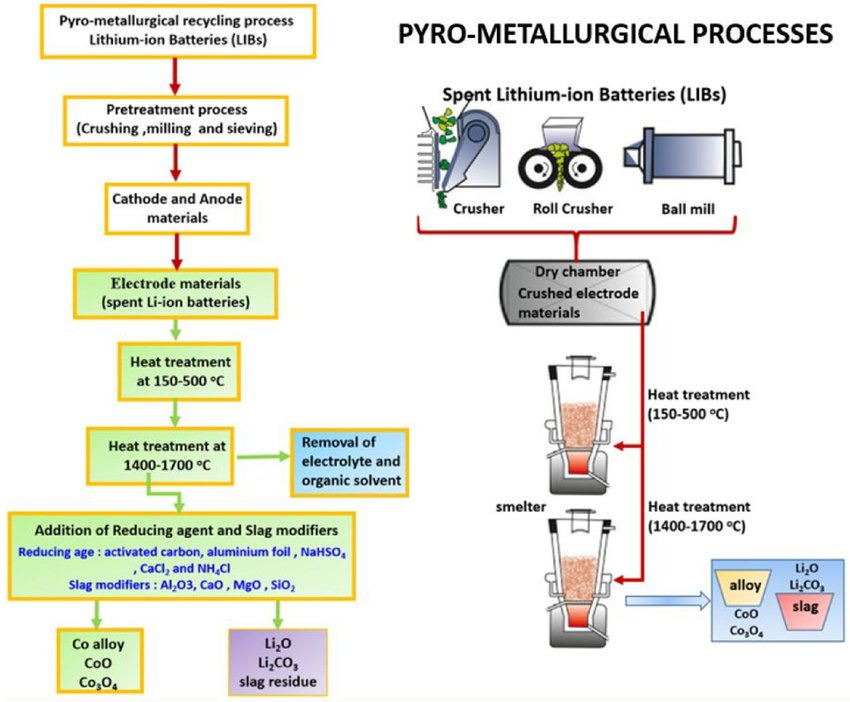 Pyro-metallurgical recycling process
Lithium-ion Batteries (LIBs)
Pretreatment process
(Crushing ,milling and sieving)
Cathode and Anode
materials
Electrode materials
(spent Li-ion batteries)
Heat treatment
at 150-500 °C
Heat treatment at
1400-1700 °C
Removal of
electrolyte and
organic solvent
Addition of Reducing agent and Slag modifiers
Reducing age : activated carbon, aluminium foil , NaHSO₄
, CaCl₂ and NH₄Cl
Slag modifiers : Al₂O3, CaO , MgO , SiO₂
Co alloy
CoO
Co₃O₄
Li₂O
Li₂CO₃
slag residue
PYRO-METALLURGICAL PROCESSES
Spent Lithium-ion Batteries (LIBs)
Crusher
Roll Crusher
Ball mill
Dry chamber
Crushed electrode
materials
Heat treatment
(150-500 °C)
smelter
Heat treatment
(1400-1700 °C)
alloy
CoO
Co₃O₄
Li₂O
Li₂CO₃
slag